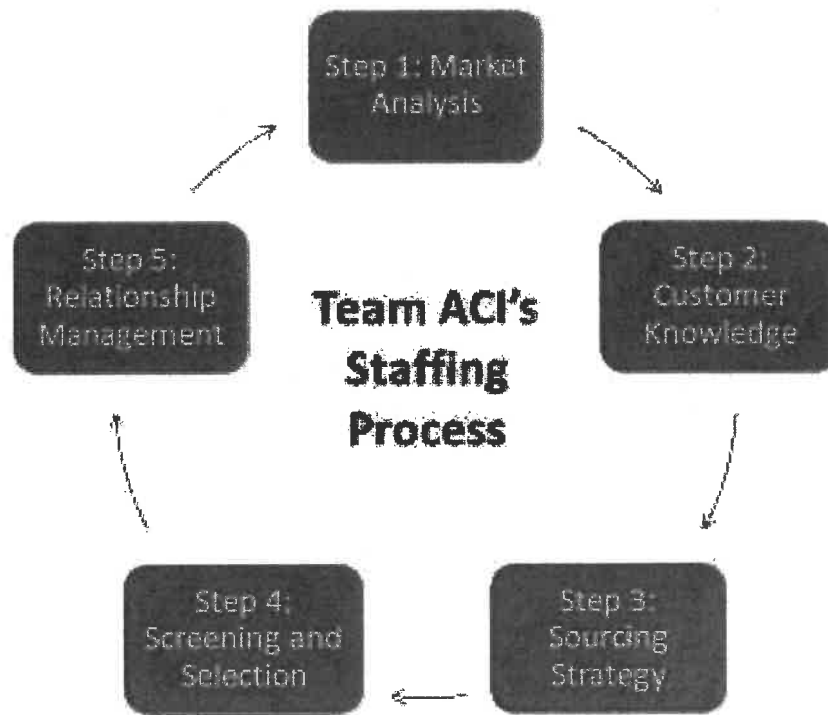 Step 1: Market
Analysis
Step 2:
Customer
Knowledge
Step 3:
Sourcing
Strategy
Step 4:
Screening and
Selection
Step 5:
Relationship
Management
Team ACI's
Staffing
Process